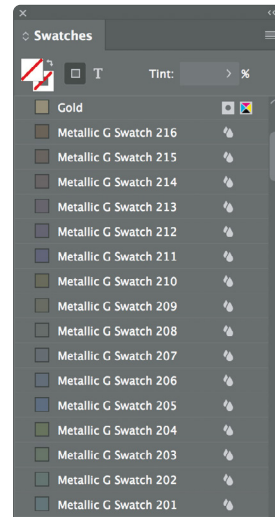 Swatches
T Tint: %
Gold
Metallic G Swatch 216
Metallic G Swatch 215
Metallic G Swatch 214
Metallic G Swatch 213
Metallic G Swatch 212
Metallic G Swatch 211
Metallic G Swatch 210
Metallic G Swatch 209
Metallic G Swatch 208
Metallic G Swatch 207
Metallic G Swatch 206
Metallic G Swatch 205
Metallic G Swatch 204
Metallic G Swatch 203
Metallic G Swatch 202
Metallic G Swatch 201